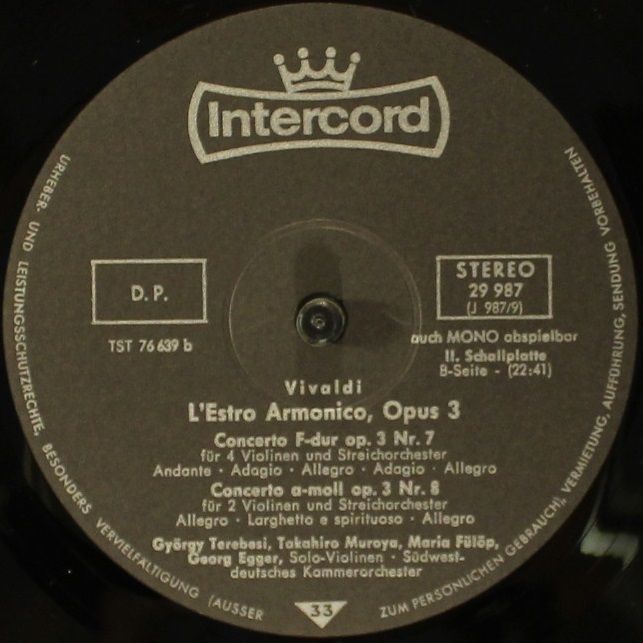 Intercord
D. P.
TST 76 639 b
STEREO
29 987
(J 987/9)
auch MONO abspielbar
II. Schallplatte
B-Seite - (22:41)
Vivaldi
L'Estro Armonico, Opus 3
Concerto F-dur op. 3 Nr. 7
für 4 Violinen und Streichorchester
Andante · Adagio · Allegro · Adagio · Allegro
Concerto a-moll op. 3 Nr. 8
für 2 Violinen und Streichorchester
Allegro · Larghetto e spirituoso · Allegro
György Terebesi, Takahiro Muroya, Maria Fülöp,
Georg Egger, Solo-Violinen · Südwest-
deutsches Kammerorchester
33
URHEBER- UND LEISTUNGSSCHUTZRECHTE, BESONDERS VERVIELFÄLTIGUNG (AUSSER ZUM PERSÖNLICHEN GEBRAUCH), VERMIETUNG, AUFFÜHRUNG, SENDUNG VORBEHALTEN